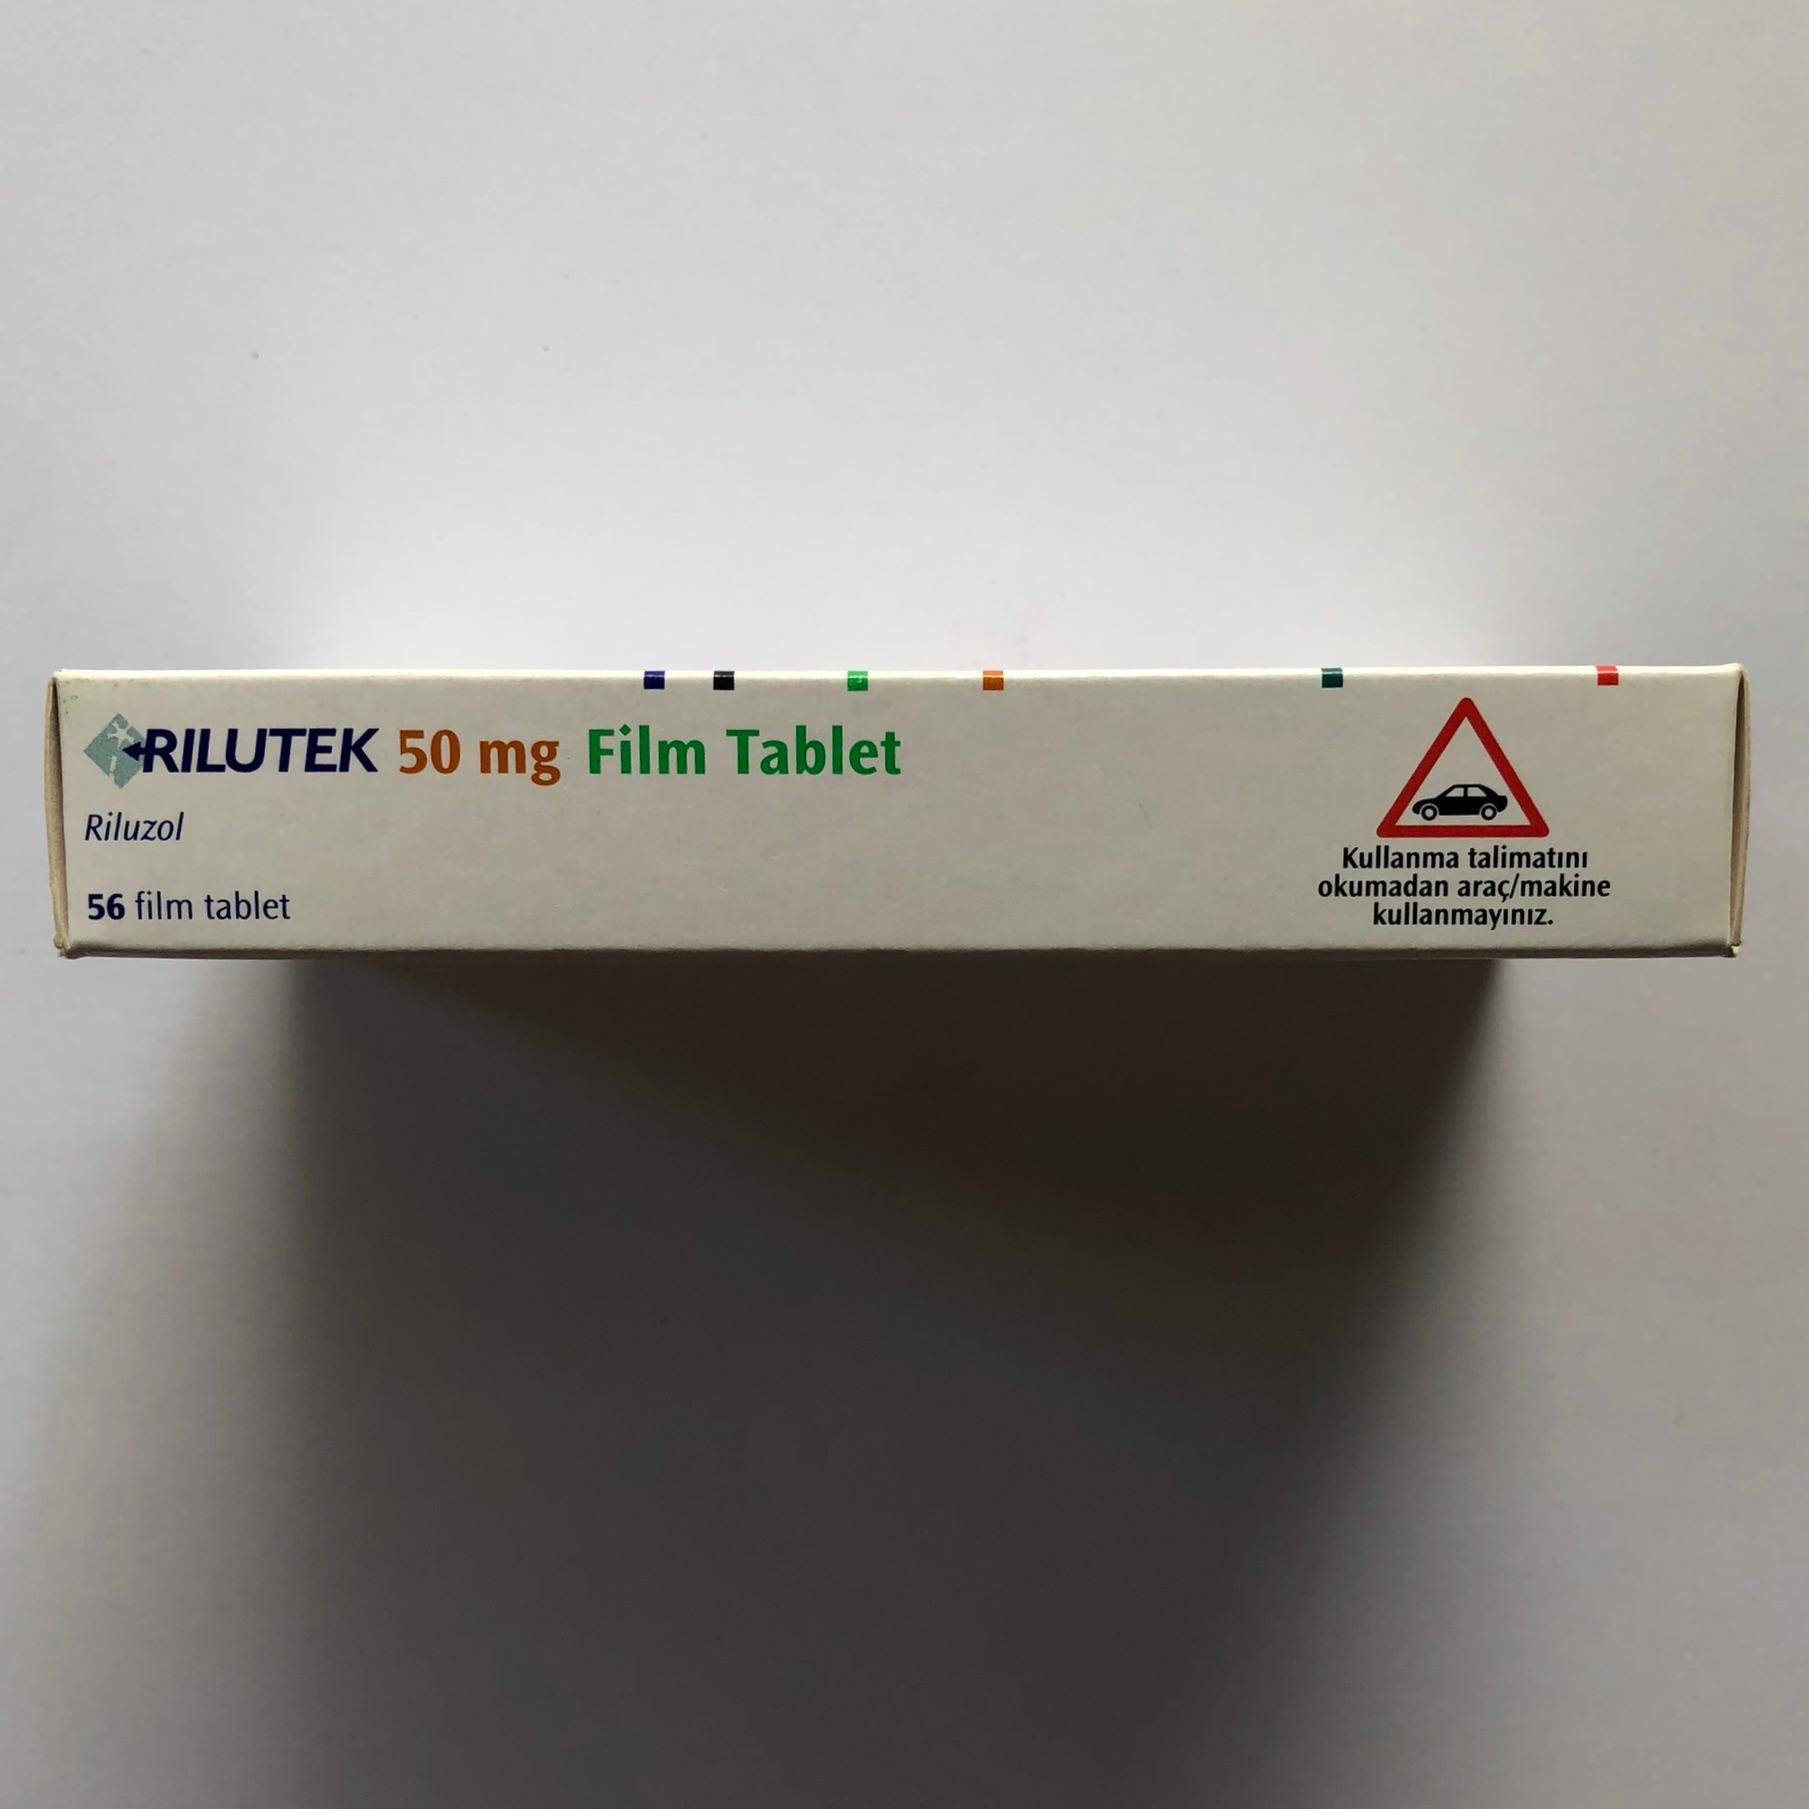 RILUTEK 50 mg Film Tablet
Riluzol
56 film tablet
Kullanma talimatını
okumadan araç/makine
kullanmayınız.